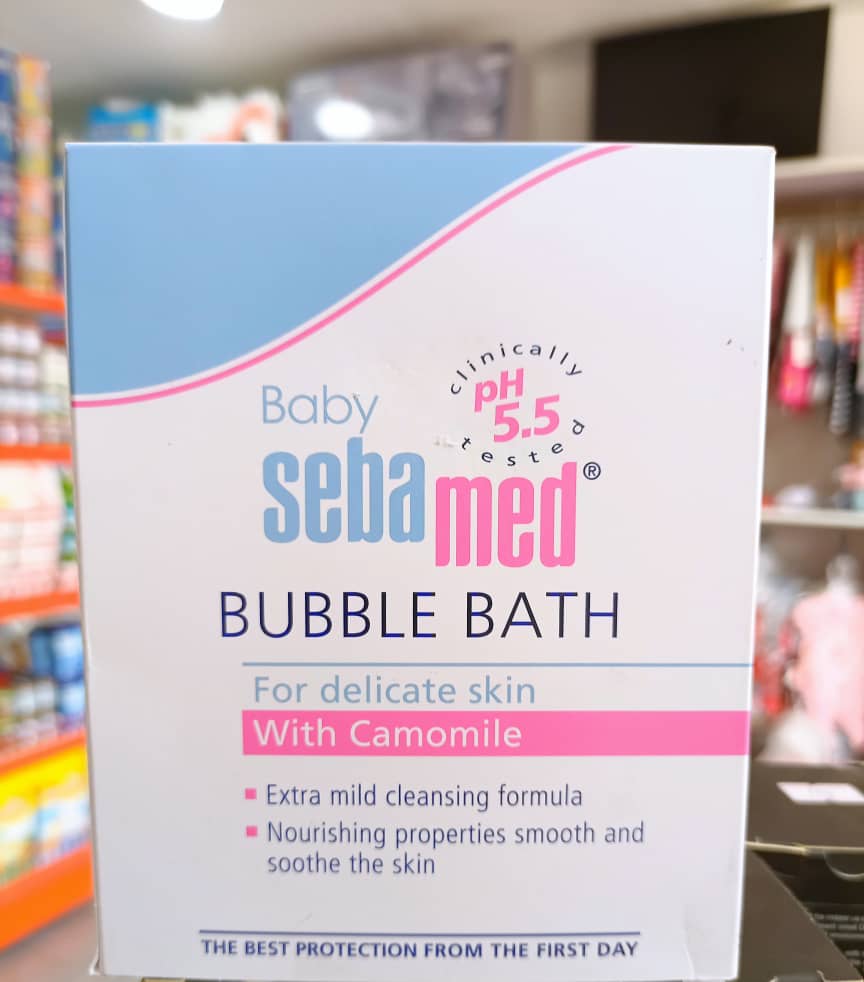 Baby
clinically
pH
5.5
tested
sebamed®
BUBBLE BATH
For delicate skin
With Camomile
▪ Extra mild cleansing formula
▪ Nourishing properties smooth and
soothe the skin
THE BEST PROTECTION FROM THE FIRST DAY